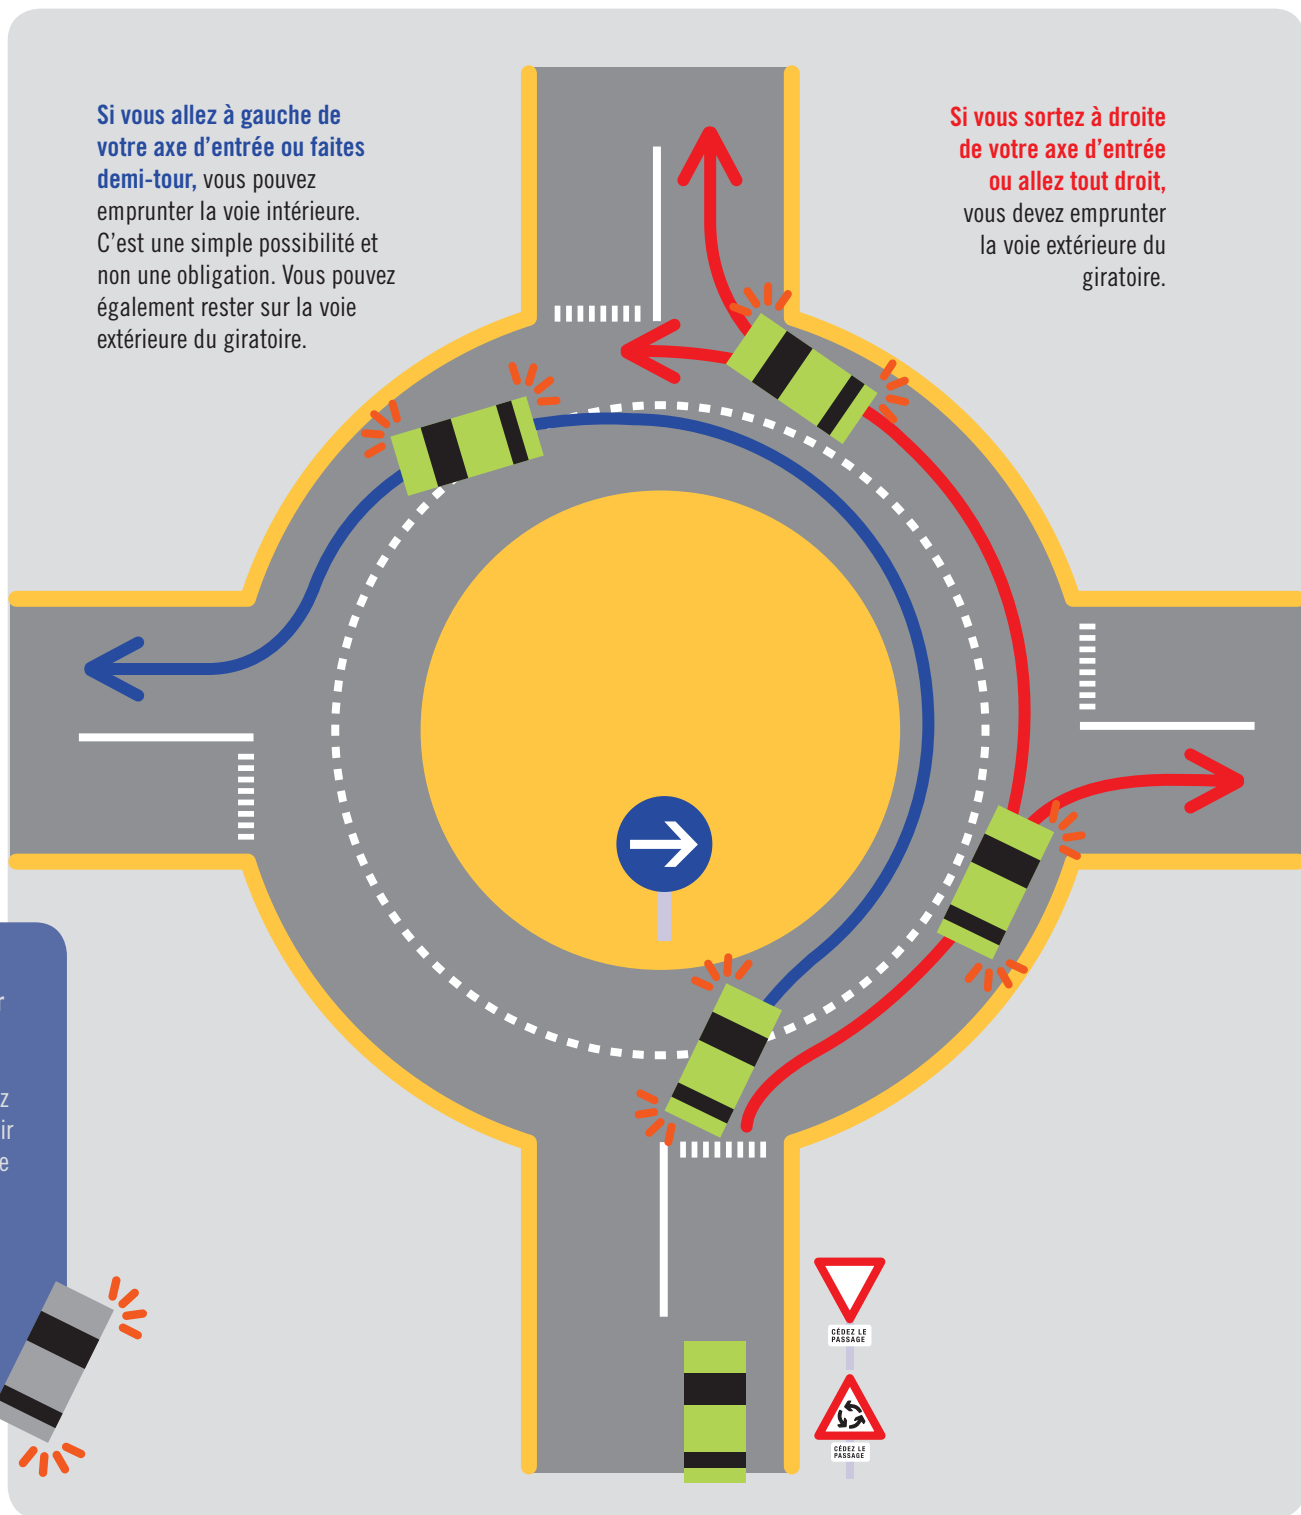 Si vous allez à gauche de
votre axe d’entrée ou faites
demi-tour, vous pouvez
emprunter la voie intérieure.
C’est une simple possibilité et
non une obligation. Vous pouvez
également rester sur la voie
extérieure du giratoire.
Si vous sortez à droite
de votre axe d’entrée
ou allez tout droit,
vous devez emprunter
la voie extérieure du
giratoire.
CÉDEZ LE
PASSAGE
CÉDEZ LE
PASSAGE